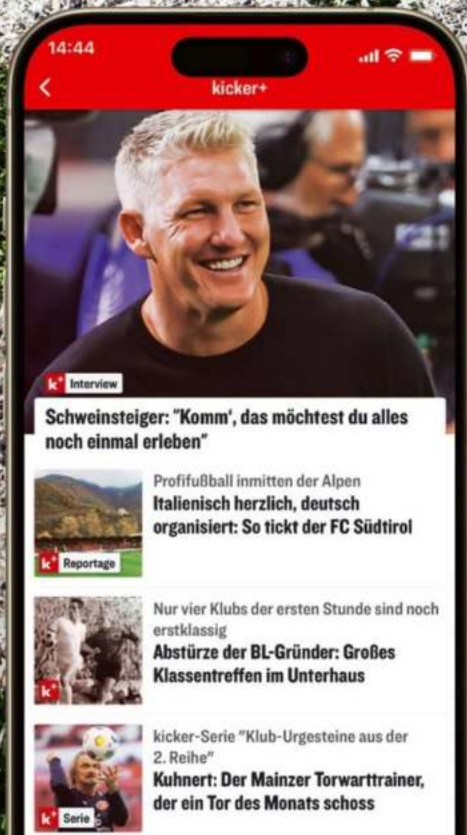 14:44
kicker+
k+ Interview
Schweinsteiger: "Komm', das möchtest du alles
noch einmal erleben"
Profifußball inmitten der Alpen
Italienisch herzlich, deutsch
organisiert: So tickt der FC Südtirol
k+ Reportage
Nur vier Klubs der ersten Stunde sind noch
erstklassig
Abstürze der BL-Gründer: Großes
Klassentreffen im Unterhaus
k+
kicker-Serie "Klub-Urgesteine aus der
2. Reihe"
Kuhnert: Der Mainzer Torwarttrainer,
der ein Tor des Monats schoss
k+ Serie